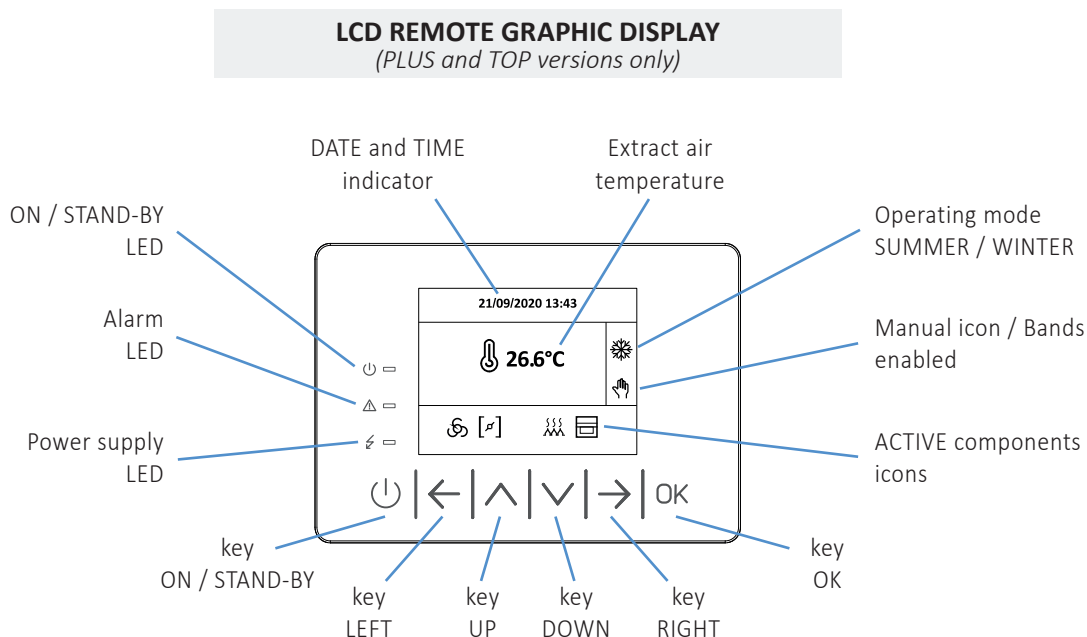 LCD REMOTE GRAPHIC DISPLAY
(PLUS and TOP versions only)
DATE and TIME
indicator
Extract air
temperature
ON / STAND-BY
LED
Operating mode
SUMMER / WINTER
21/09/2020 13:43
Alarm
LED
26.6°C
Manual icon / Bands
enabled
Power supply
LED
ACTIVE components
icons
OK
key
ON / STAND-BY
key
LEFT
key
UP
key
DOWN
key
RIGHT
key
OK